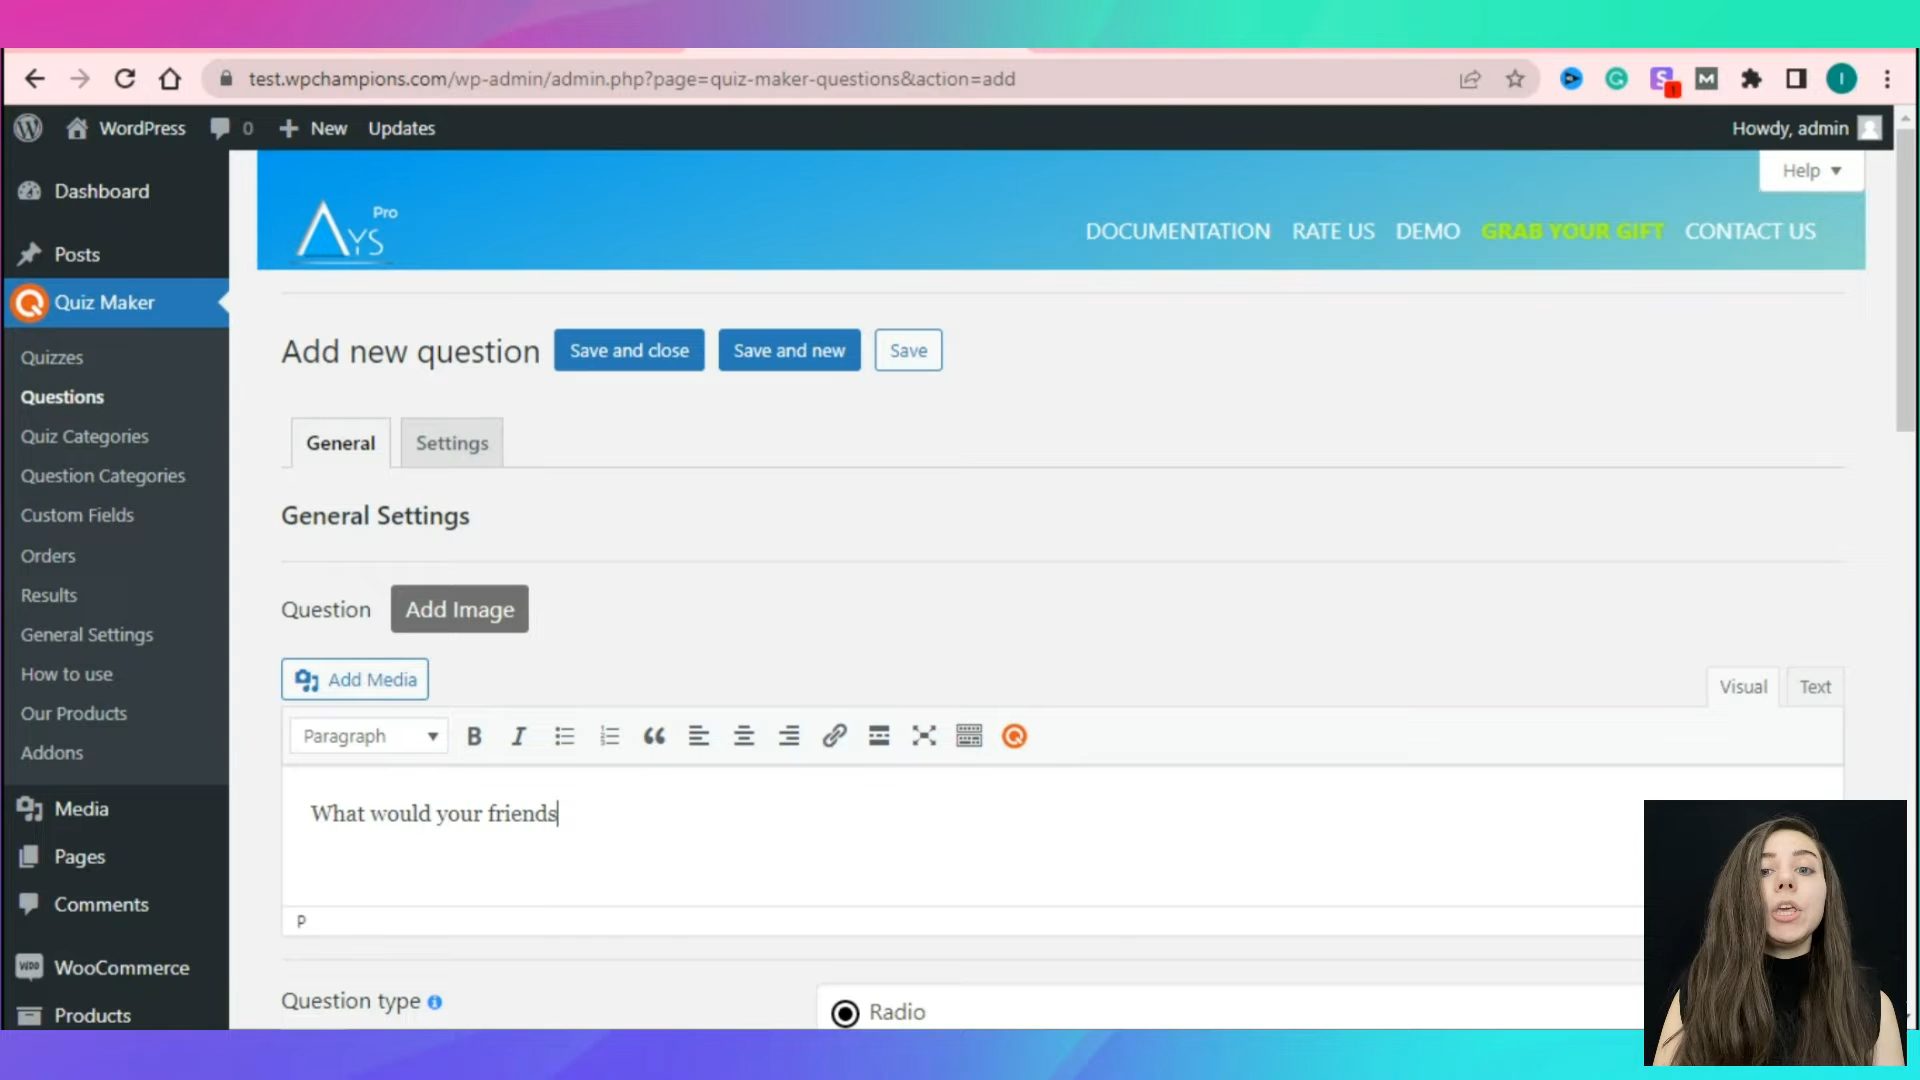 test.wpchampions.com/wp-admin/admin.php?page=quiz-maker-questions&action=add
S
1
M
I
WordPress
0
New
Updates
Howdy, admin
Dashboard
Posts
Quiz Maker
Quizzes
Questions
Quiz Categories
Question Categories
Custom Fields
Orders
Results
General Settings
How to use
Our Products
Addons
Media
Pages
Comments
WooCommerce
Products
Help
AYS Pro
DOCUMENTATION
RATE US
DEMO
GRAB YOUR GIFT
CONTACT US
Add new question
Save and close
Save and new
Save
General
Settings
General Settings
Question
Add Image
Add Media
Visual
Text
Paragraph
B
I
What would your friends
P
Question type
Radio